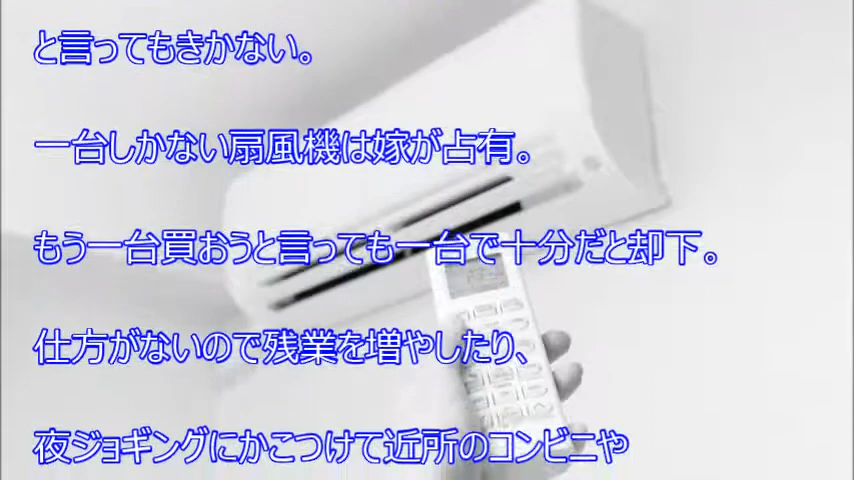 と言ってもきかない。
一台しかない扇風機は嫁が占有。
もう一台買おうと言っても一台で十分だと却下。
仕方がないので残業を増やしたり、
夜ジョギングにかこつけて近所のコンビニや